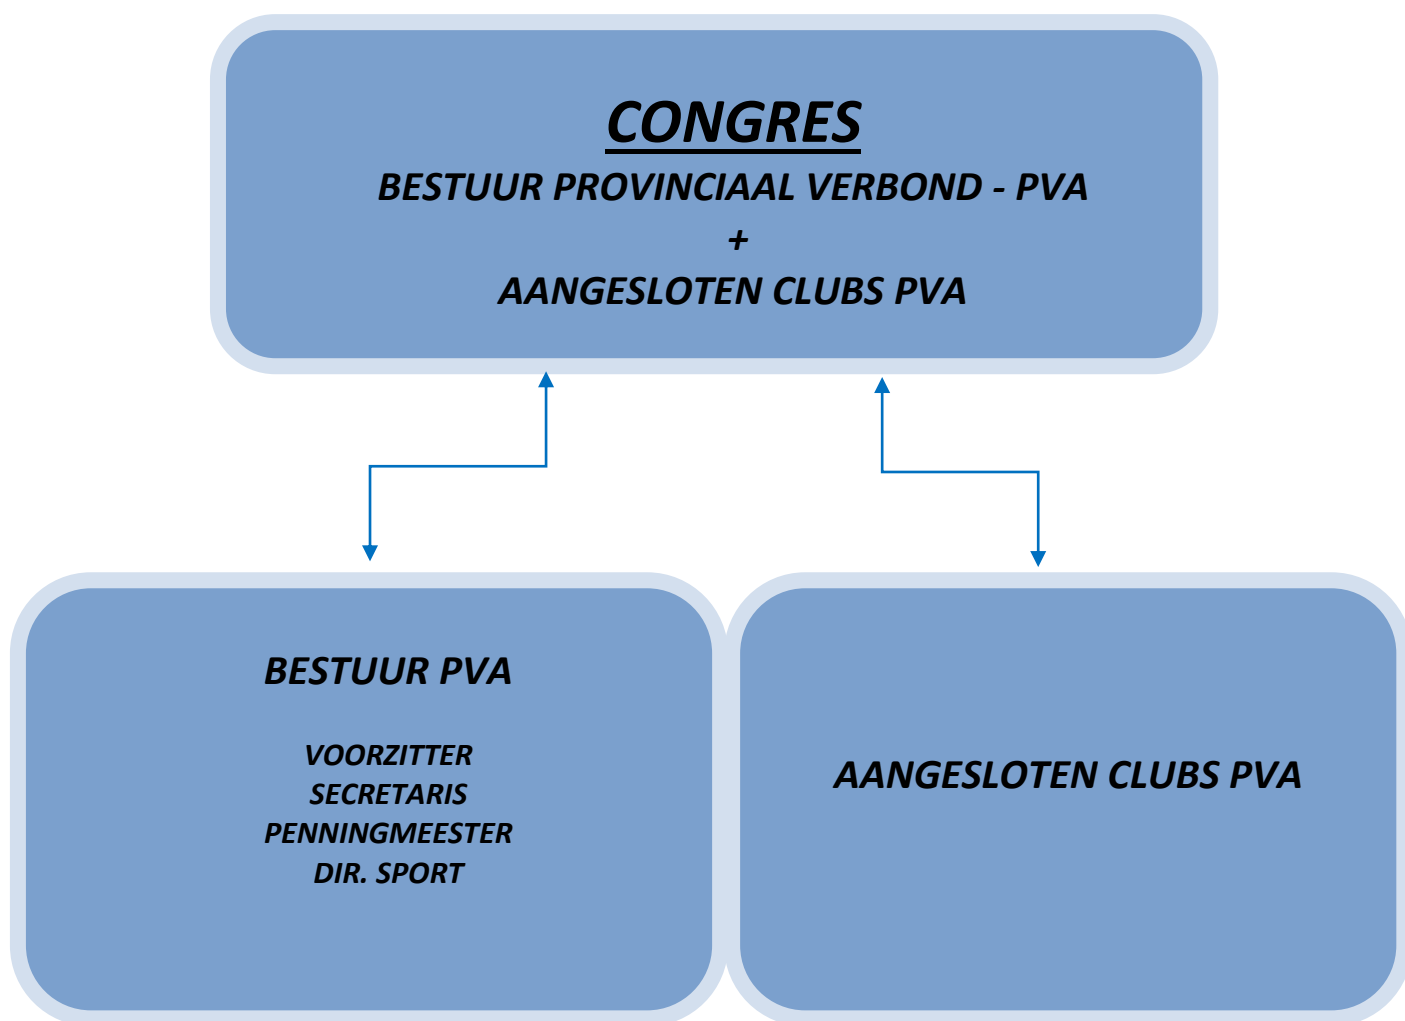 CONGRES
BESTUUR PROVINCIAAL VERBOND - PVA
+
AANGESLOTEN CLUBS PVA
BESTUUR PVA
VOORZITTER
SECRETARIS
PENNINGMEESTER
DIR. SPORT
AANGESLOTEN CLUBS PVA